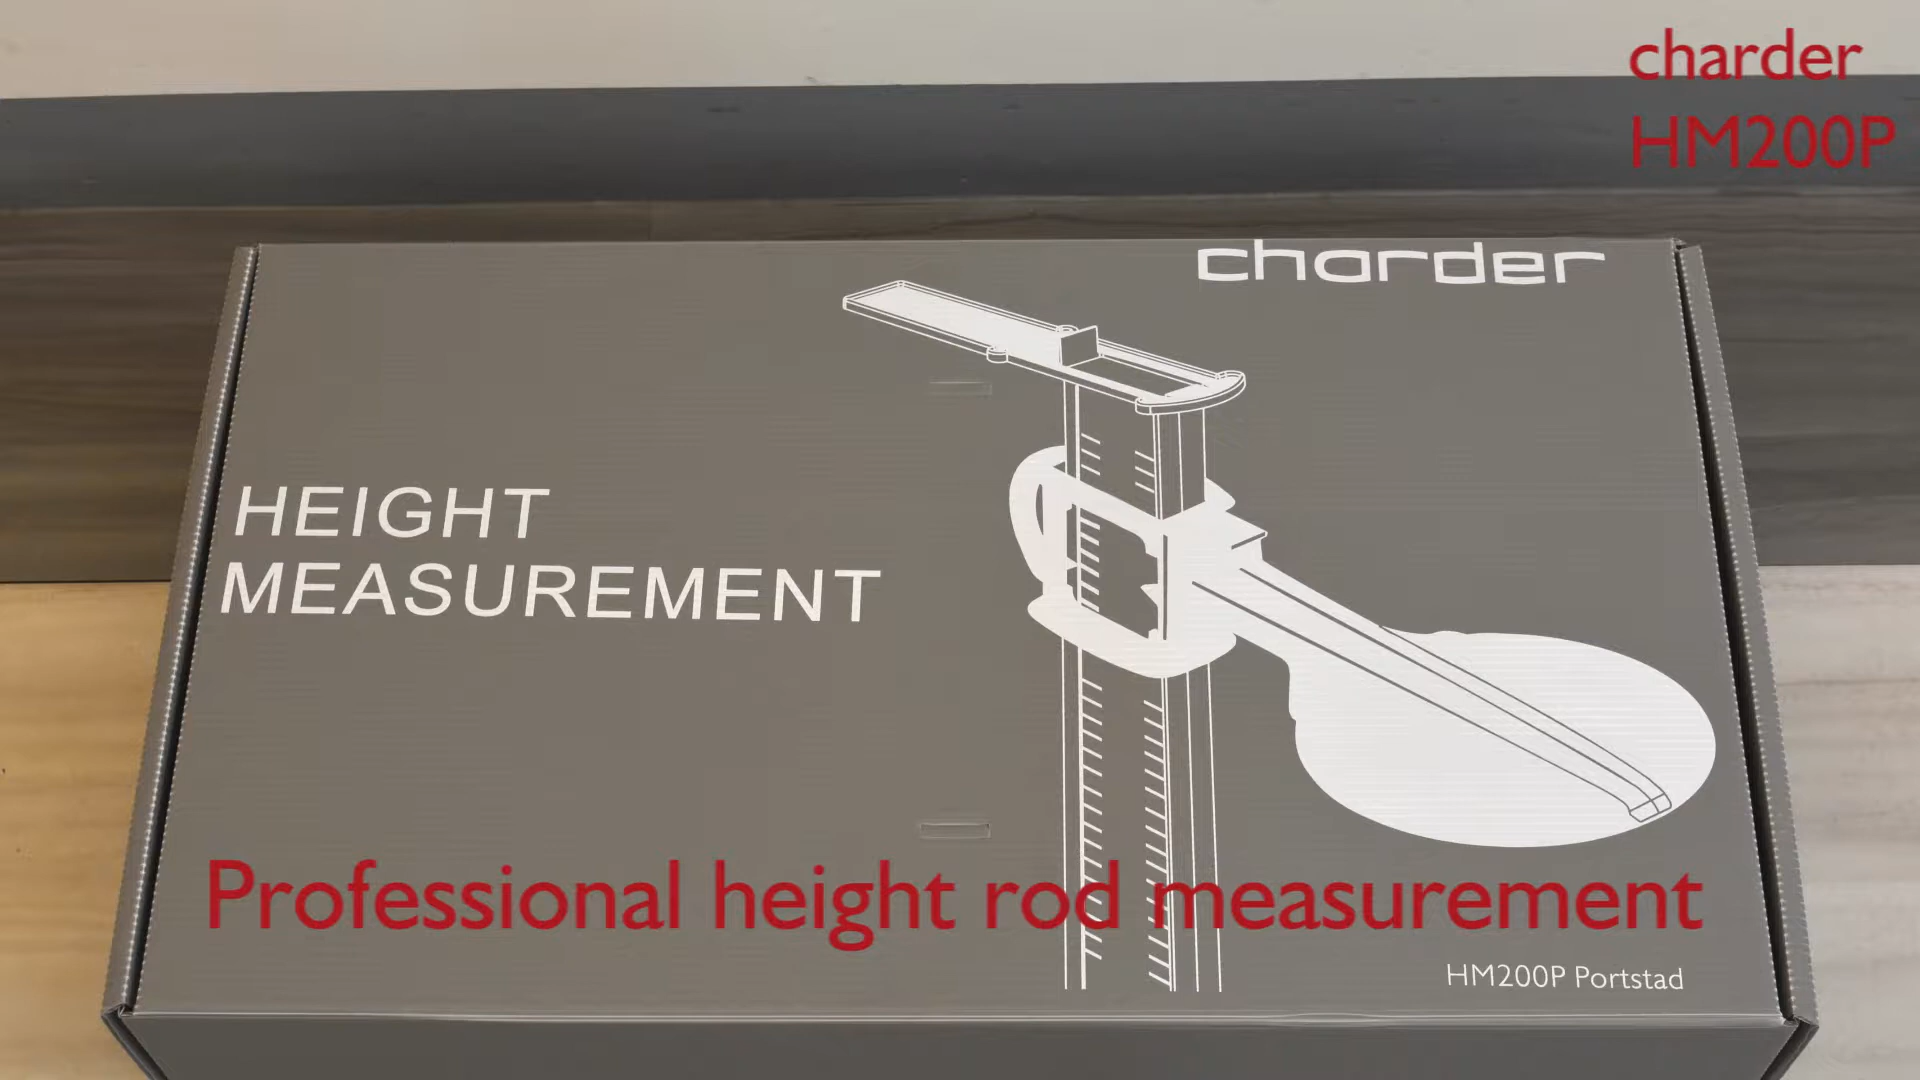 charder
HM200P
charder
HEIGHT
MEASUREMENT
Professional height rod measurement
HM200P Portstad